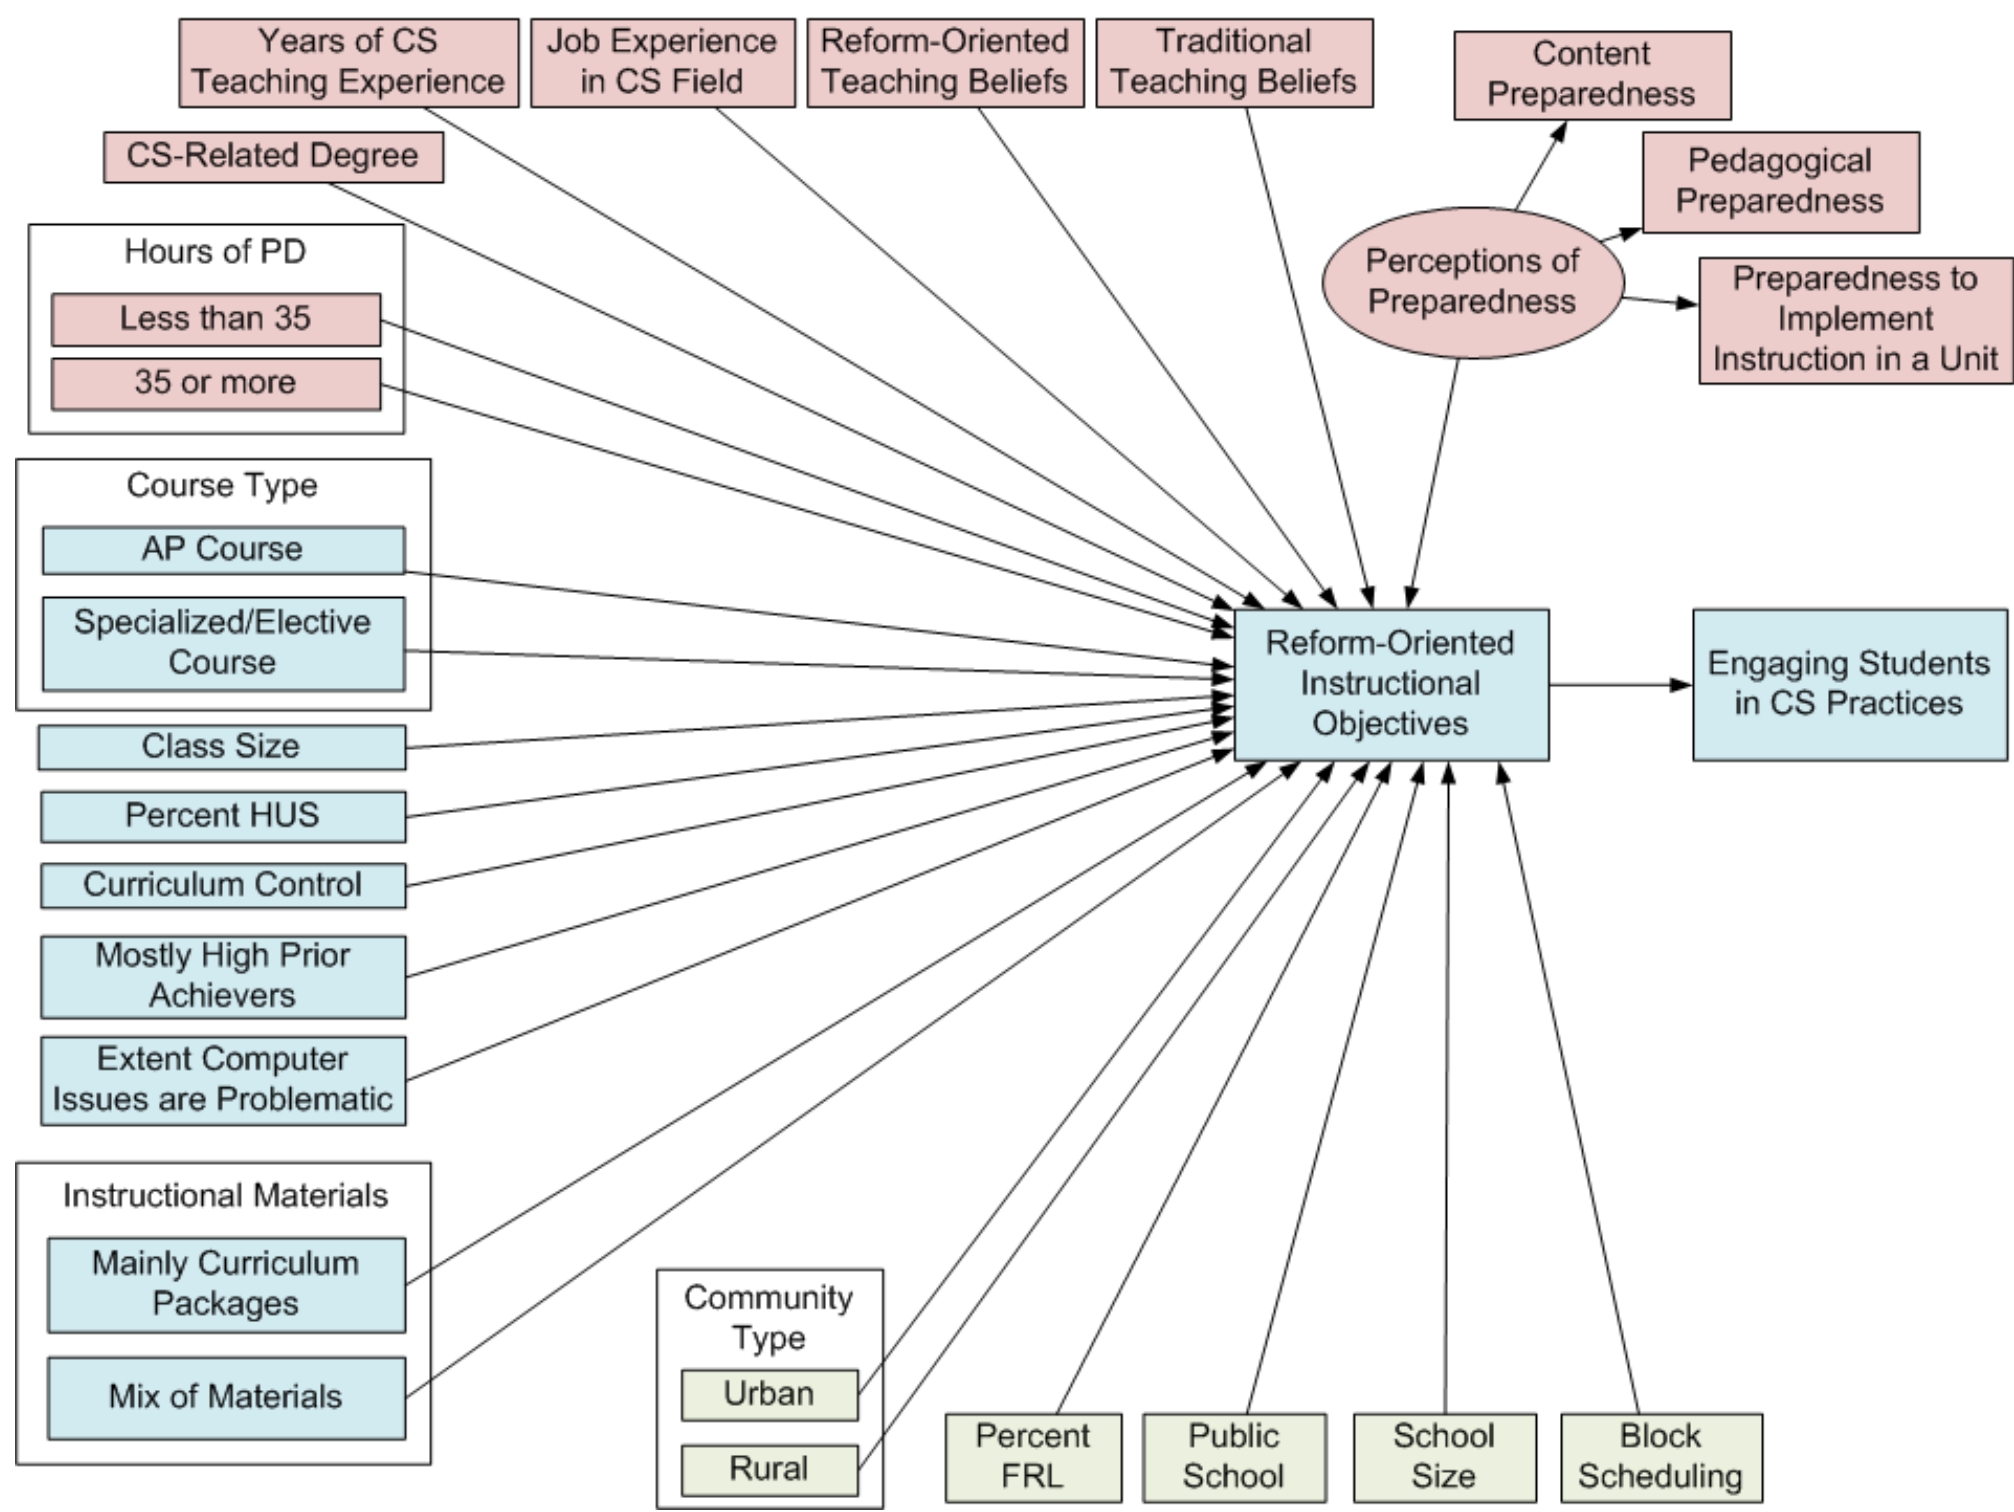 Years of CS
Teaching Experience
Job Experience
in CS Field
Reform-Oriented
Teaching Beliefs
Traditional
Teaching Beliefs
Content
Preparedness
CS-Related Degree
Pedagogical
Preparedness
Perceptions of
Preparedness
Preparedness to
Implement
Instruction in a Unit
Hours of PD
Less than 35
35 or more
Course Type
AP Course
Specialized/Elective
Course
Reform-Oriented
Instructional
Objectives
Engaging Students
in CS Practices
Class Size
Percent HUS
Curriculum Control
Mostly High Prior
Achievers
Extent Computer
Issues are Problematic
Instructional Materials
Mainly Curriculum
Packages
Mix of Materials
Community
Type
Urban
Rural
Percent
FRL
Public
School
School
Size
Block
Scheduling